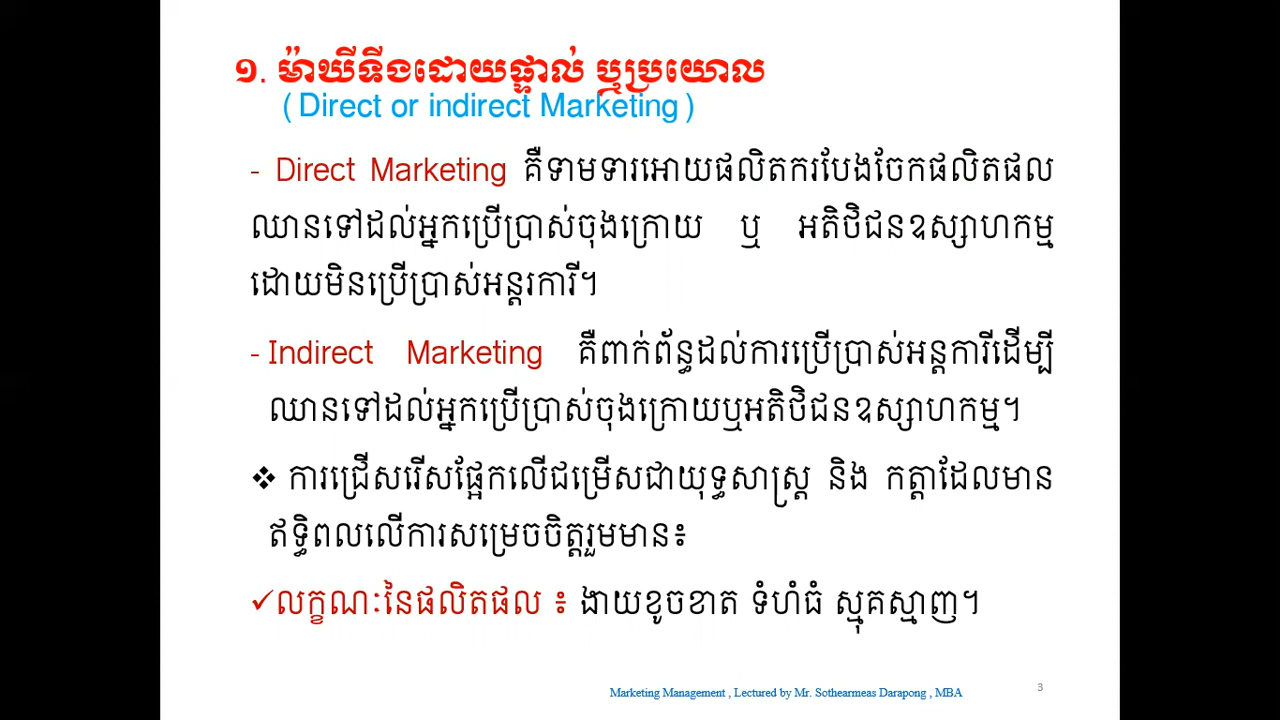 ១. ម៉ាឃីទីងដោយផ្ទាល់ ឬប្រយោល
( Direct or indirect Marketing )
- Direct Marketing គឺទាមទារអោយផលិតករបែងចែកផលិតផល
ឈានទៅដល់អ្នកប្រើប្រាស់ចុងក្រោយ ឬ អតិថិជនឧស្សាហកម្ម
ដោយមិនប្រើប្រាស់អន្តរការី។
- Indirect Marketing គឺពាក់ព័ន្ធដល់ការប្រើប្រាស់អន្តការីដើម្បី
ឈានទៅដល់អ្នកប្រើប្រាស់ចុងក្រោយឬអតិថិជនឧស្សាហកម្ម។
❖ ការជ្រើសរើសផ្អែកលើជម្រើសជាយុទ្ធសាស្ត្រ និង កត្តាដែលមាន
ឥទ្ធិពលលើការសម្រេចចិត្តរួមមាន៖
✓លក្ខណៈនៃផលិតផល ៖ ងាយខូចខាត ទំហំធំ ស្មុគស្មាញ។
Marketing Management , Lectured by Mr. Sothearmeas Darapong , MBA
3